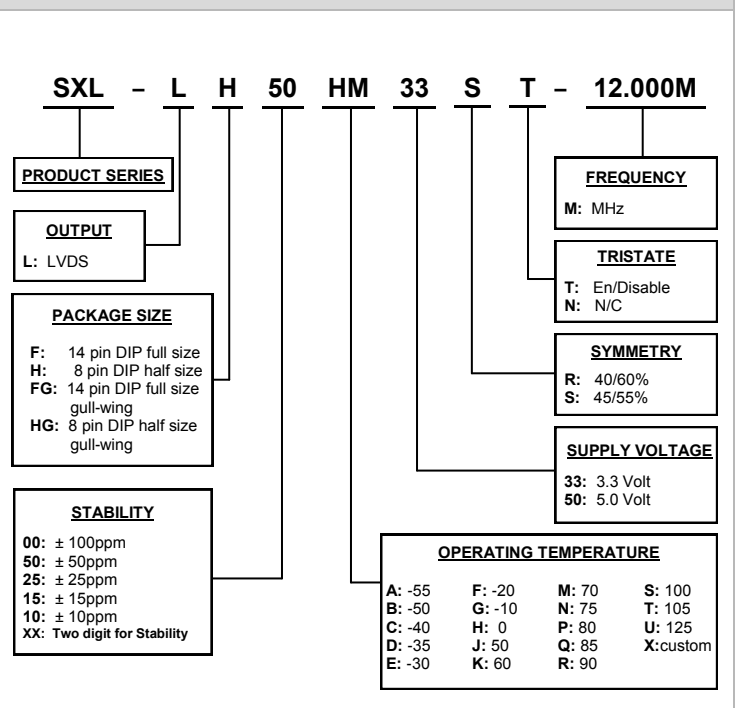 SXL – L H 50 HM 33 S T – 12.000M
PRODUCT SERIES
OUTPUT
L: LVDS
PACKAGE SIZE
F: 14 pin DIP full size
H: 8 pin DIP half size
FG: 14 pin DIP full size
gull-wing
HG: 8 pin DIP half size
gull-wing
STABILITY
00: ± 100ppm
50: ± 50ppm
25: ± 25ppm
15: ± 15ppm
10: ± 10ppm
XX: Two digit for Stability
FREQUENCY
M: MHz
TRISTATE
T: En/Disable
N: N/C
SYMMETRY
R: 40/60%
S: 45/55%
SUPPLY VOLTAGE
33: 3.3 Volt
50: 5.0 Volt
OPERATING TEMPERATURE
A: -55 F: -20 M: 70 S: 100
B: -50 G: -10 N: 75 T: 105
C: -40 H: 0 P: 80 U: 125
D: -35 J: 50 Q: 85 X:custom
E: -30 K: 60 R: 90